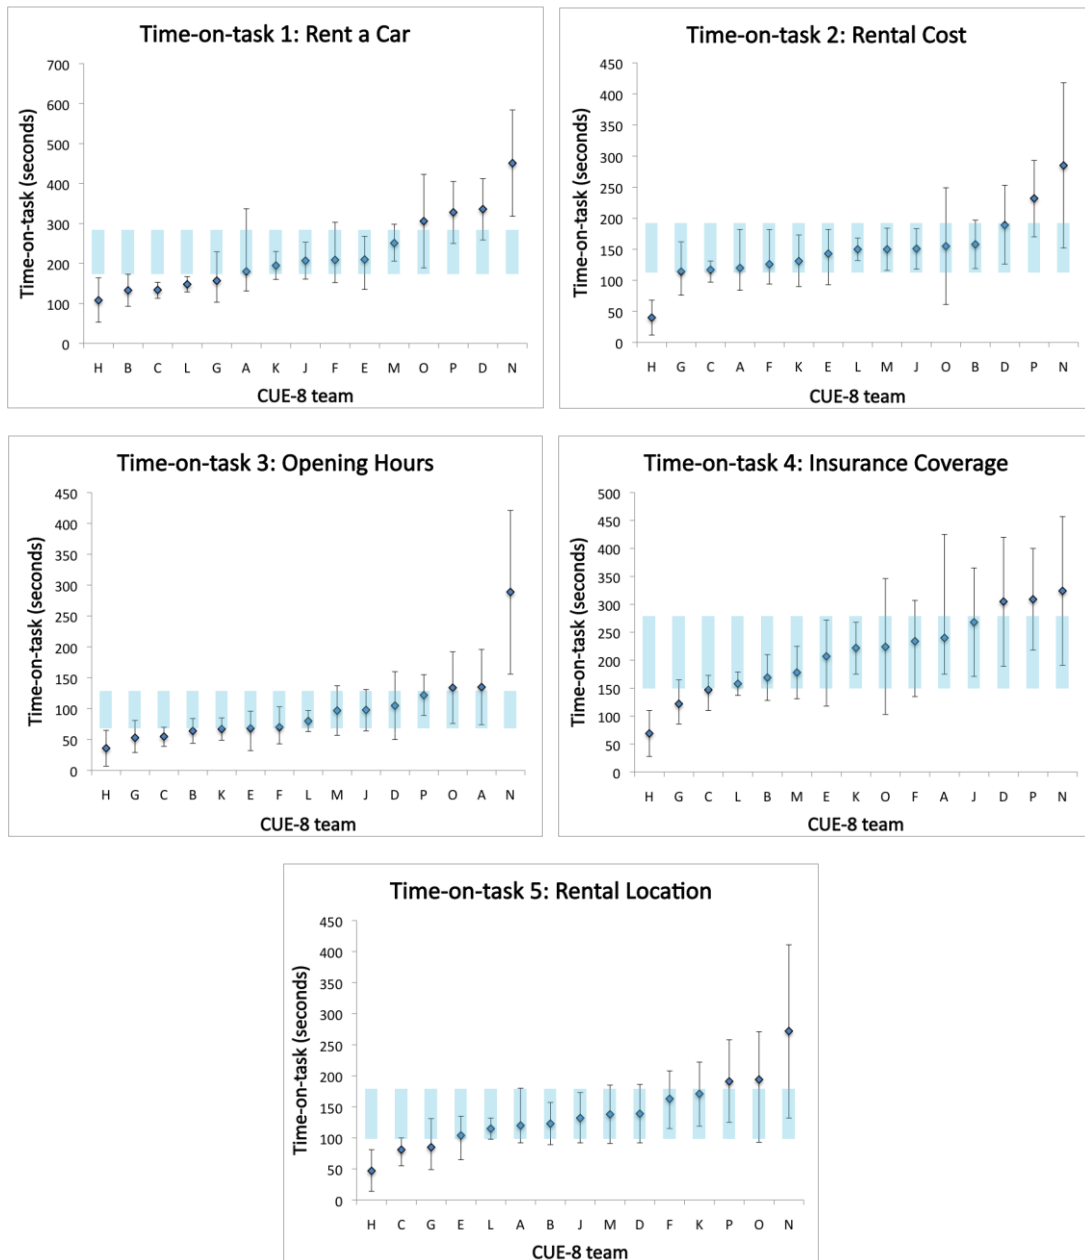 Time-on-task 1: Rent a Car
Time-on-task (seconds)
700
600
500
400
300
200
100
0
H B C L G A K J F E M O P D N
CUE-8 team
Time-on-task 2: Rental Cost
Time-on-task (seconds)
450
400
350
300
250
200
150
100
50
0
H G C A F K E L M J O B D P N
CUE-8 team
Time-on-task 3: Opening Hours
Time-on-task (seconds)
450
400
350
300
250
200
150
100
50
0
H G C B K E F L M J D P O A N
CUE-8 team
Time-on-task 4: Insurance Coverage
Time-on-task (seconds)
500
450
400
350
300
250
200
150
100
50
0
H G C L B M E K O F A J D P N
CUE-8 team
Time-on-task 5: Rental Location
Time-on-task (seconds)
450
400
350
300
250
200
150
100
50
0
H C G E L A B J M D F K P O N
CUE-8 team